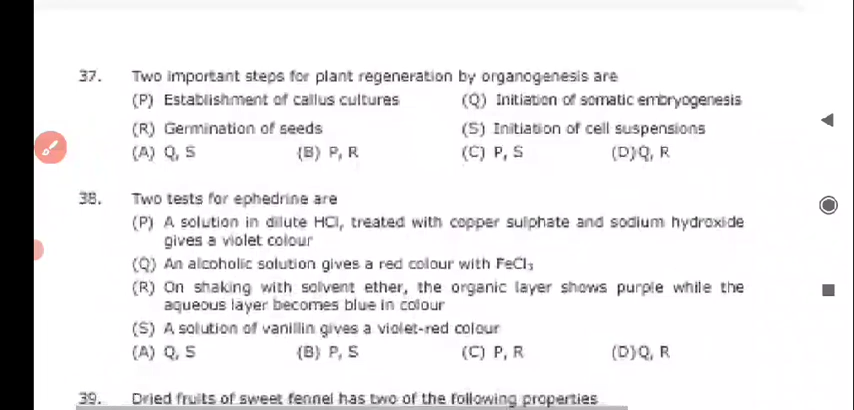 37. Two important steps for plant regeneration by organogenesis are
(P) Establishment of callus cultures (Q) Initiation of somatic embryogenesis
(R) Germination of seeds (S) Initiation of cell suspensions
(A) Q, S (B) P, R (C) P, S (D)Q, R
38. Two tests for ephedrine are
(P) A solution in dilute HCl, treated with copper sulphate and sodium hydroxide
gives a violet colour
(Q) An alcoholic solution gives a red colour with FeCl₃
(R) On shaking with solvent ether, the organic layer shows purple while the
aqueous layer becomes blue in colour
(S) A solution of vanillin gives a violet-red colour
(A) Q, S (B) P, S (C) P, R (D)Q, R
39. Dried fruits of sweet fennel has two of the following properties